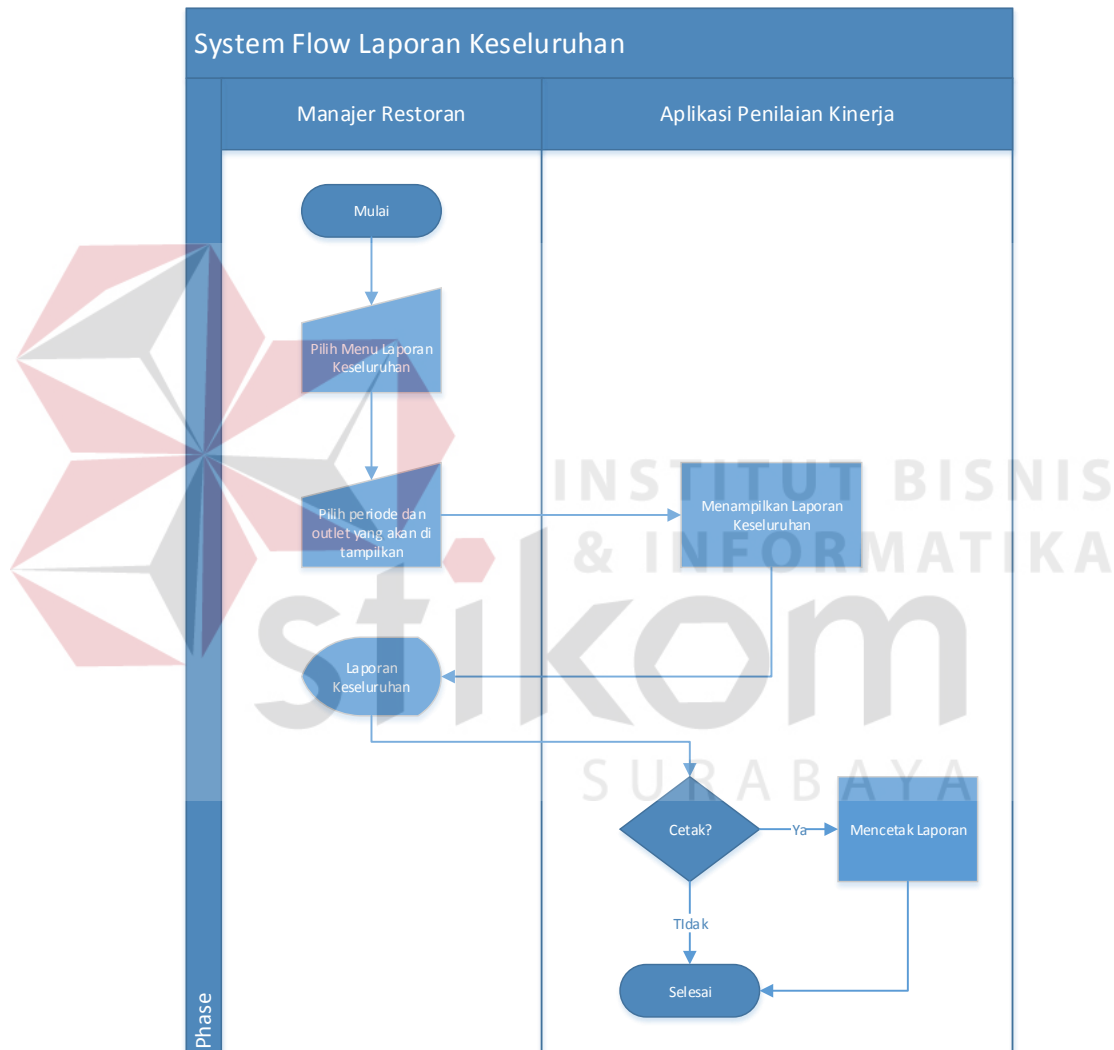 System Flow Laporan Keseluruhan
Manajer Restoran
Aplikasi Penilaian Kinerja
Mulai
Pilih Menu Laporan
Keseluruhan
Pilih periode dan
outlet yang akan di
tampilkan
Menampilkan Laporan
Keseluruhan
INSTITUT BISNIS
& INFORMATIKA
stikom
SURABAYA
Laporan
Keseluruhan
Cetak?
Ya
Mencetak Laporan
TIdak
Selesai
Phase